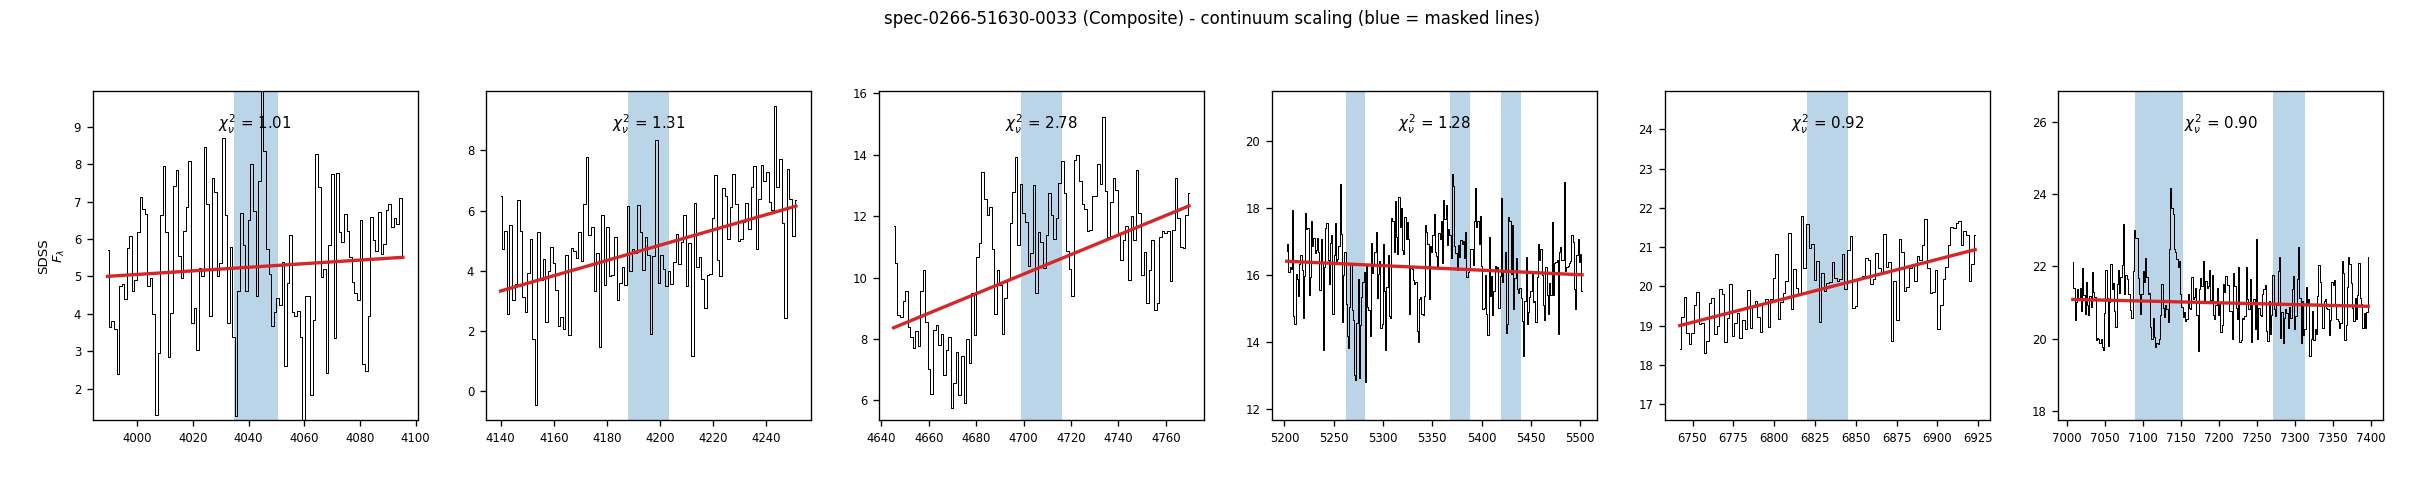 spec-0266-51630-0033 (Composite) - continuum scaling (blue = masked lines)
SDSS
F_λ
χ²_ν = 1.01
9
8
7
6
5
4
3
2
4000 4020 4040 4060 4080 4100
χ²_ν = 1.31
8
6
4
2
0
4140 4160 4180 4200 4220 4240
χ²_ν = 2.78
16
14
12
10
8
6
4640 4660 4680 4700 4720 4740 4760
χ²_ν = 1.28
20
18
16
14
12
5200 5250 5300 5350 5400 5450 5500
χ²_ν = 0.92
24
23
22
21
20
19
18
17
6750 6775 6800 6825 6850 6875 6900 6925
χ²_ν = 0.90
26
24
22
20
18
7000 7050 7100 7150 7200 7250 7300 7350 7400